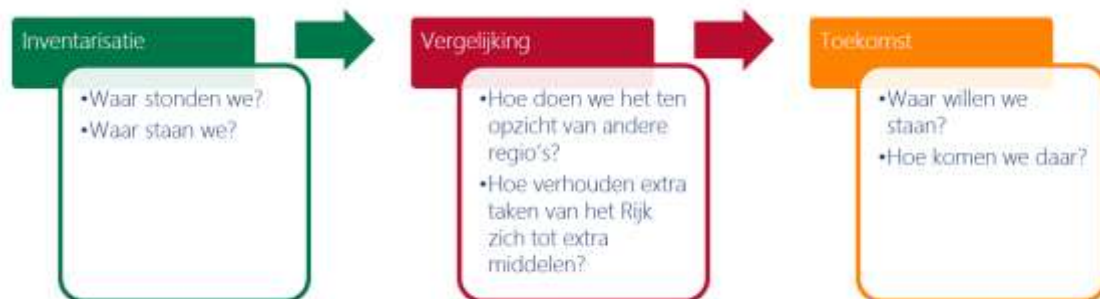 Inventarisatie
•Waar stonden we?
•Waar staan we?
Vergelijking
•Hoe doen we het ten
opzicht van andere
regio's?
•Hoe verhouden extra
taken van het Rijk
zich tot extra
middelen?
Toekomst
•Waar willen we
staan?
•Hoe komen we daar?